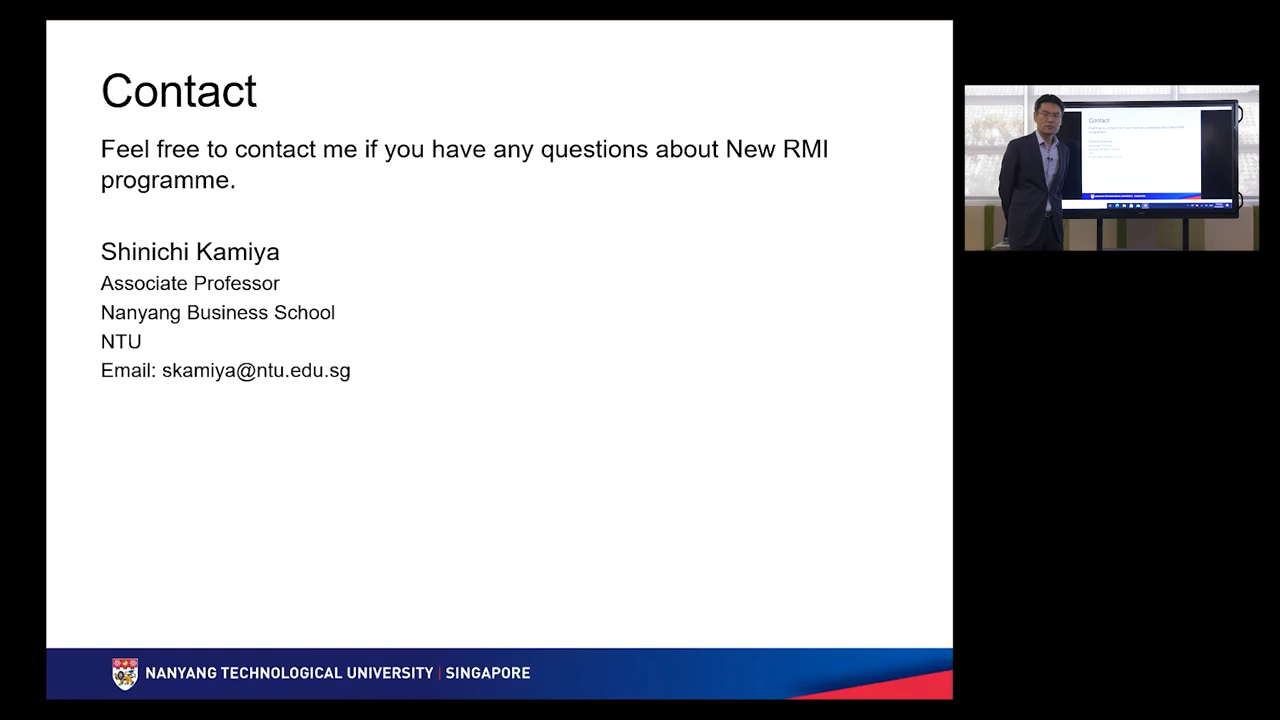 Contact
Feel free to contact me if you have any questions about New RMI
programme.
Shinichi Kamiya
Associate Professor
Nanyang Business School
NTU
Email: skamiya@ntu.edu.sg
NANYANG TECHNOLOGICAL UNIVERSITY | SINGAPORE
Contact